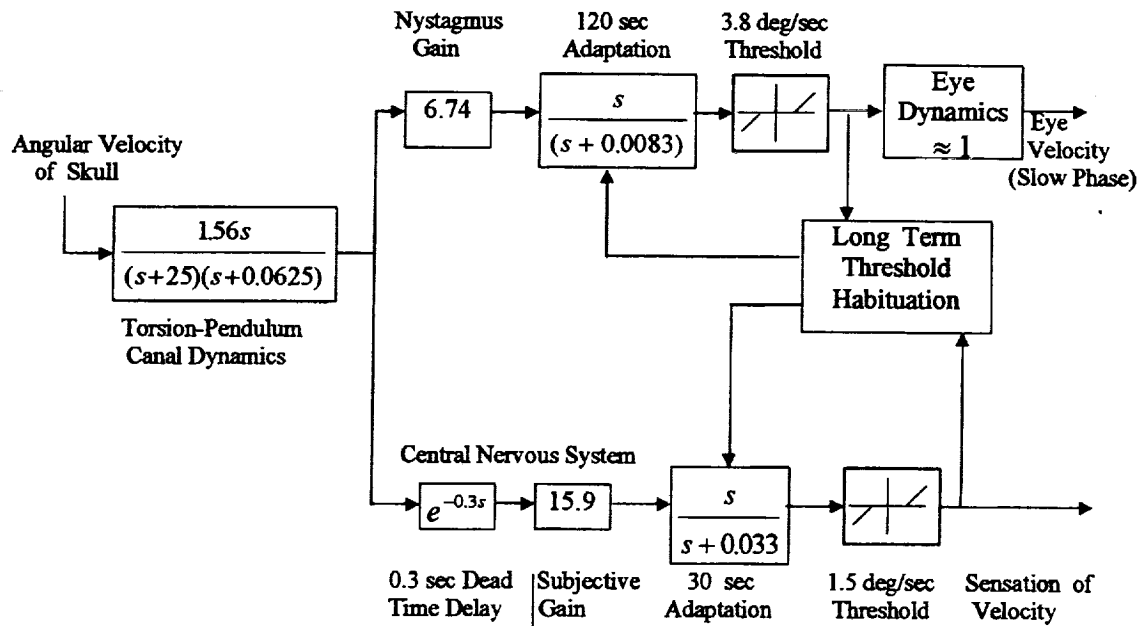 Nystagmus
Gain
120 sec
Adaptation
3.8 deg/sec
Threshold
6.74
s
(s + 0.0083)
Eye
Dynamics
≈ 1
Eye
Velocity
(Slow Phase)
Angular Velocity
of Skull
1.56s
(s+25)(s+0.0625)
Torsion-Pendulum
Canal Dynamics
Long Term
Threshold
Habituation
Central Nervous System
e^{-0.3s}
15.9
s
s + 0.033
0.3 sec Dead
Time Delay
Subjective
Gain
30 sec
Adaptation
1.5 deg/sec
Threshold
Sensation of
Velocity